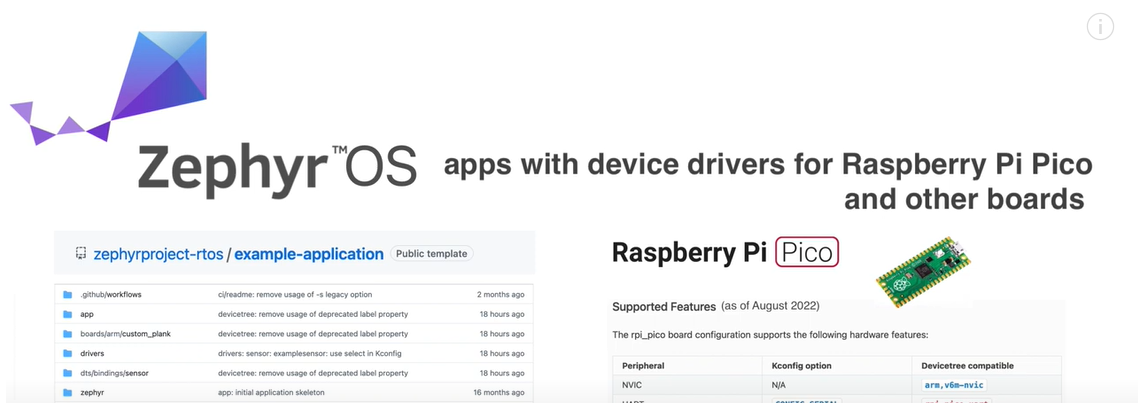 Zephyr™OS apps with device drivers for Raspberry Pi Pico
and other boards
zephyrproject-rtos / example-application Public template
.github/workflows ci/readme: remove usage of -s legacy option 2 months ago
app devicetree: remove usage of deprecated label property 18 hours ago
boards/arm/custom_plank devicetree: remove usage of deprecated label property 18 hours ago
drivers drivers: sensor: examplesensor: use select in Kconfig 18 hours ago
dts/bindings/sensor devicetree: remove usage of deprecated label property 18 hours ago
zephyr app: initial application skeleton 16 months ago
Raspberry Pi Pico
Supported Features (as of August 2022)
The rpi_pico board configuration supports the following hardware features:
Peripheral Kconfig option Devicetree compatible
NVIC N/A arm,v6m-nvic